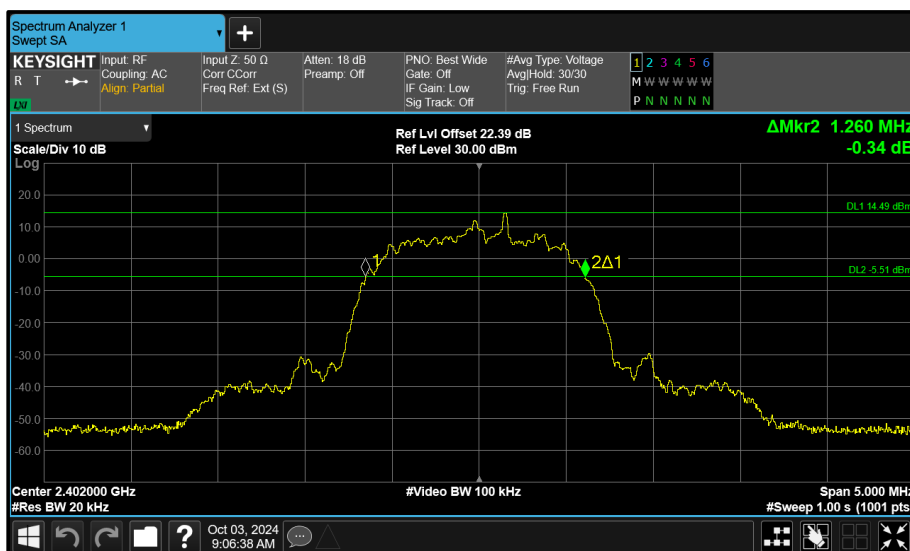 Spectrum Analyzer 1
Swept SA
▼
+
KEYSIGHT
R T
LXI
Input: RF
Coupling: AC
Align: Partial
Input Z: 50 Ω
Corr CCorr
Freq Ref: Ext (S)
Atten: 18 dB
Preamp: Off
PNO: Best Wide
Gate: Off
IF Gain: Low
Sig Track: Off
#Avg Type: Voltage
Avg|Hold: 30/30
Trig: Free Run
1 2 3 4 5 6
M W W W W W
P N N N N N
1 Spectrum ▼
Scale/Div 10 dB
Log
Ref Lvl Offset 22.39 dB
Ref Level 30.00 dBm
ΔMkr2 1.260 MHz
-0.34 dB
20.0
10.0
0.00
-10.0
-20.0
-30.0
-40.0
-50.0
-60.0
DL1 14.49 dBm
1
2Δ1
DL2 -5.51 dBm
Center 2.402000 GHz
#Res BW 20 kHz
#Video BW 100 kHz
Span 5.000 MHz
#Sweep 1.00 s (1001 pts
?
Oct 03, 2024
9:06:38 AM